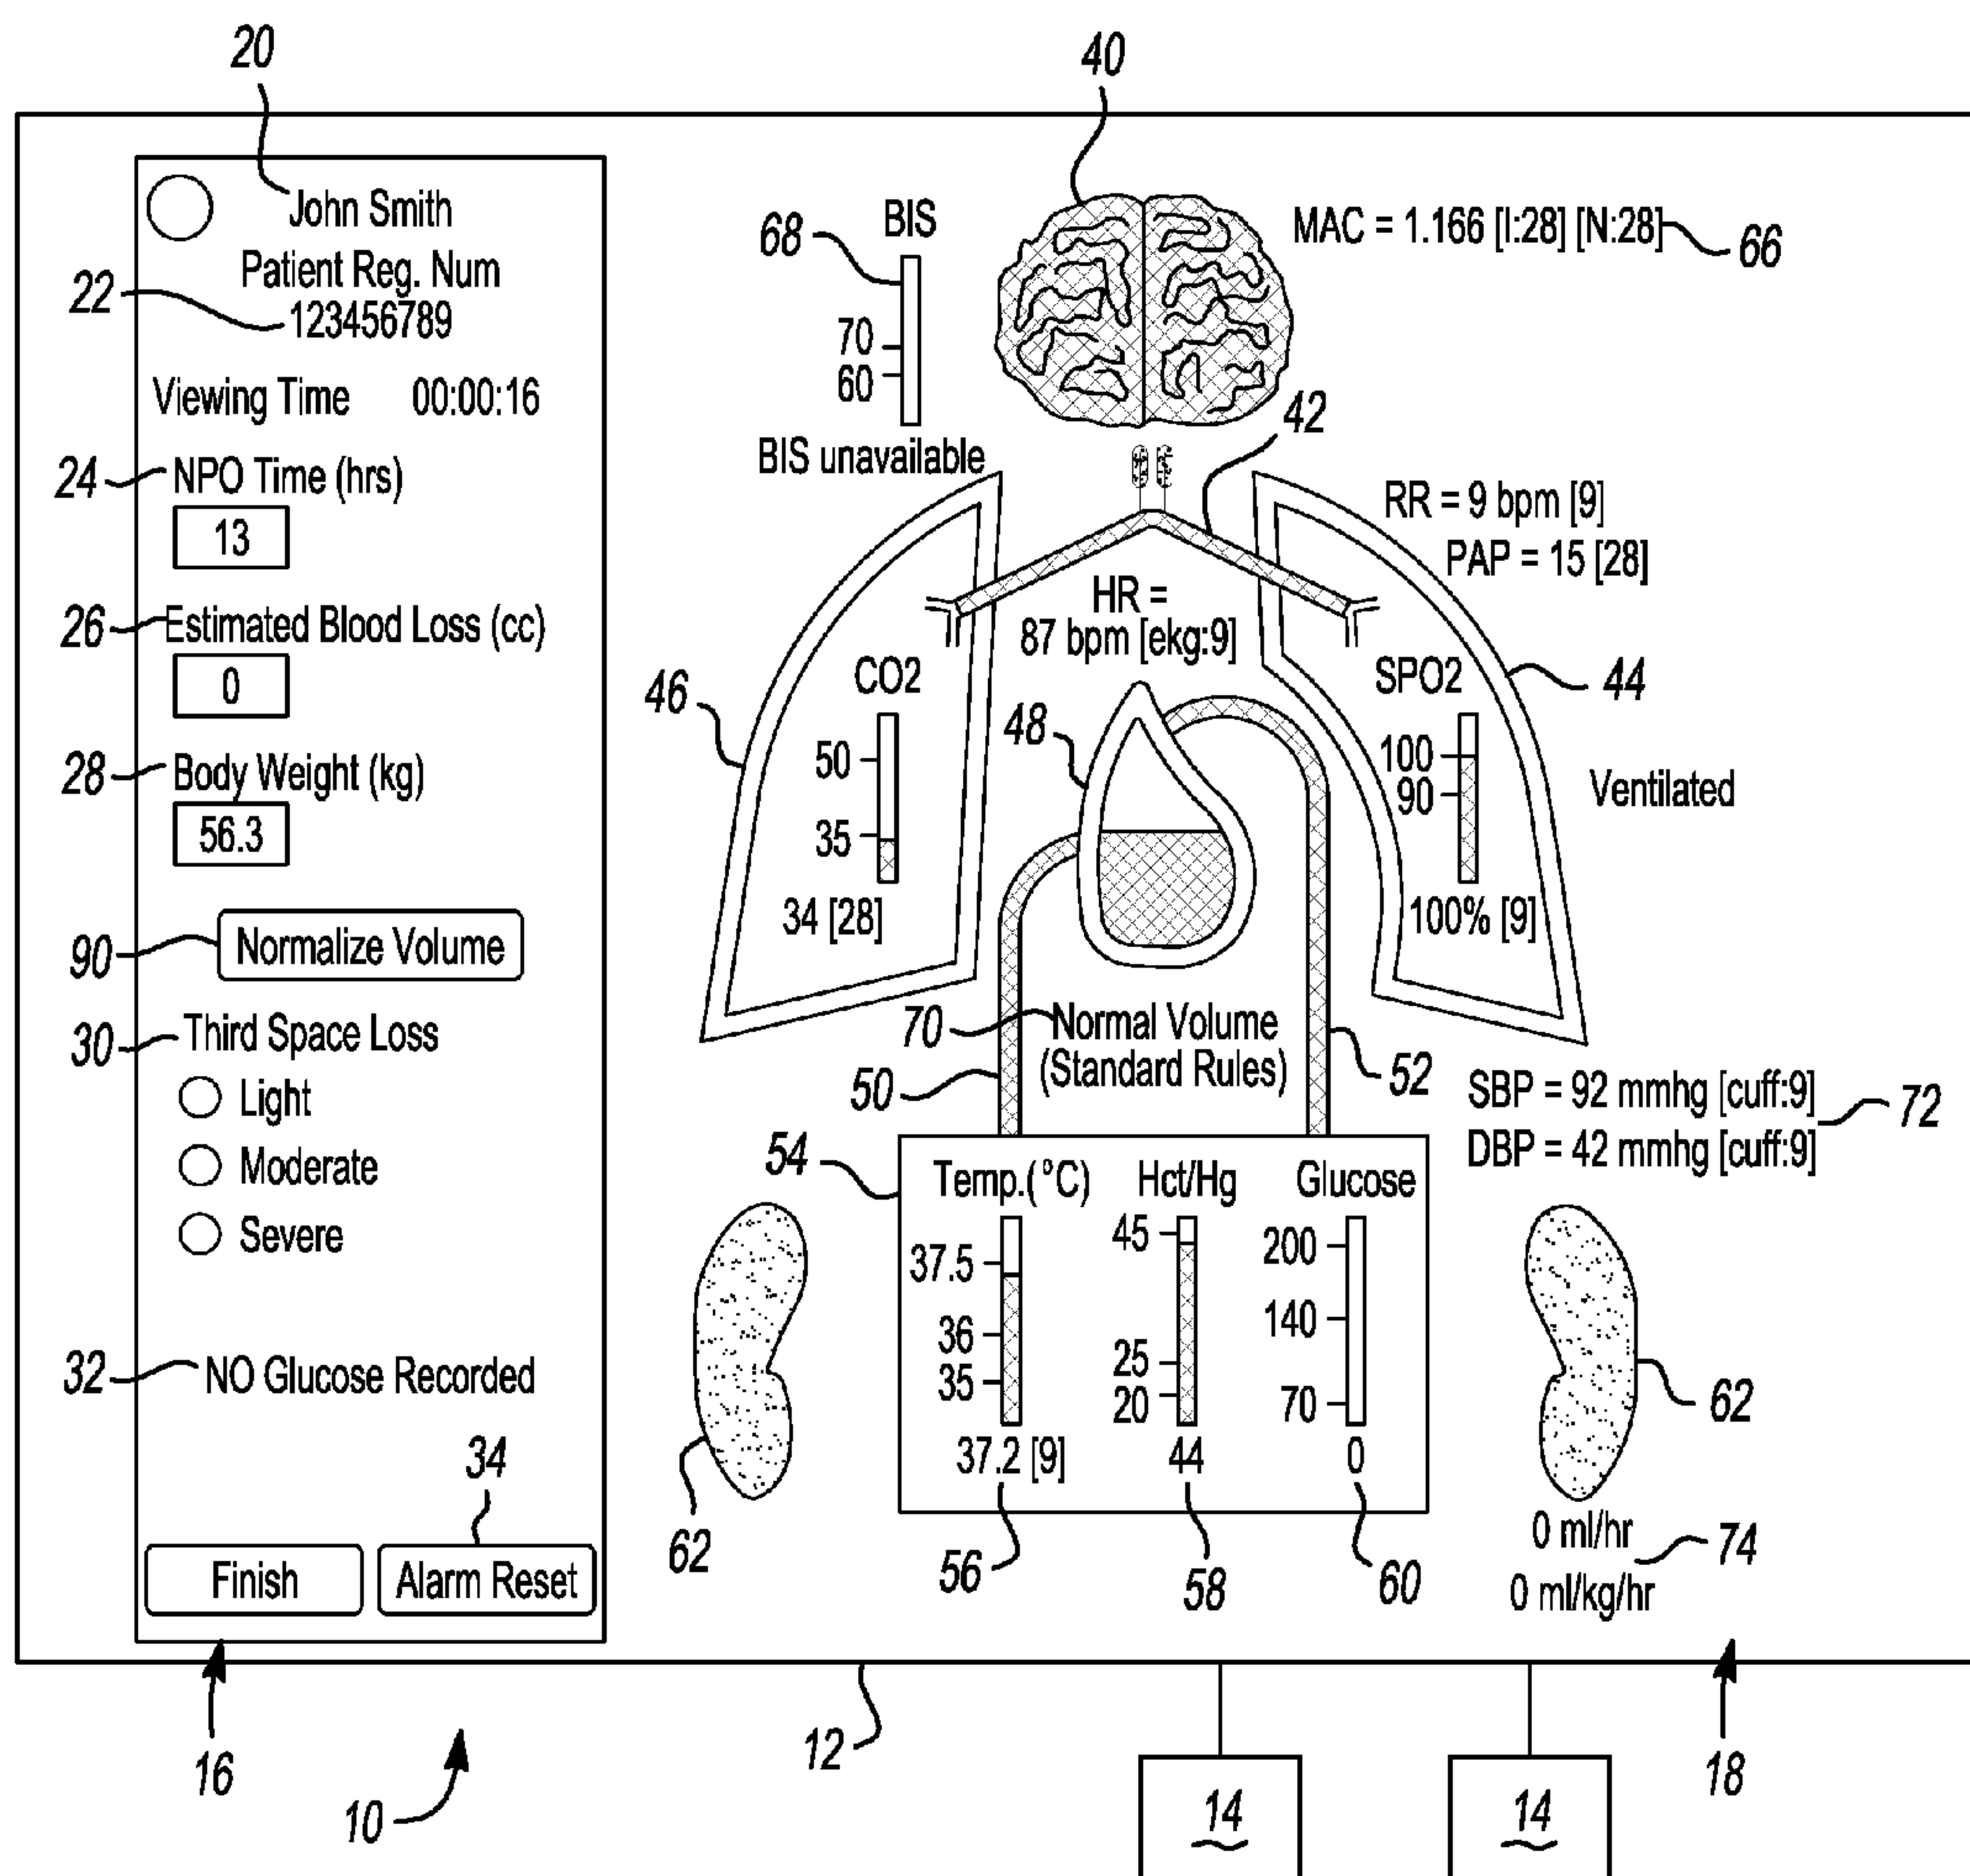 20
40
John Smith
Patient Reg. Num
22
123456789
Viewing Time 00:00:16
24
NPO Time (hrs)
13
26
Estimated Blood Loss (cc)
0
28
Body Weight (kg)
56.3
90
Normalize Volume
30
Third Space Loss
Light
Moderate
Severe
32
NO Glucose Recorded
34
Finish
Alarm Reset
68
BIS
70
60
BIS unavailable
MAC = 1.166 [I:28] [N:28]
66
42
RR = 9 bpm [9]
PAP = 15 [28]
HR =
87 bpm [ekg:9]
46
CO2
50
35
34 [28]
48
SPO2
100
90
100% [9]
44
Ventilated
70
Normal Volume
(Standard Rules)
50
52
SBP = 92 mmhg [cuff:9]
DBP = 42 mmhg [cuff:9]
72
54
Temp.(°C) Hct/Hg Glucose
37.5
36
35
37.2 [9]
45
25
20
44
200
140
70
0
62
62
56
58
60
0 ml/hr
0 ml/kg/hr
74
16
10
12
14
14
18